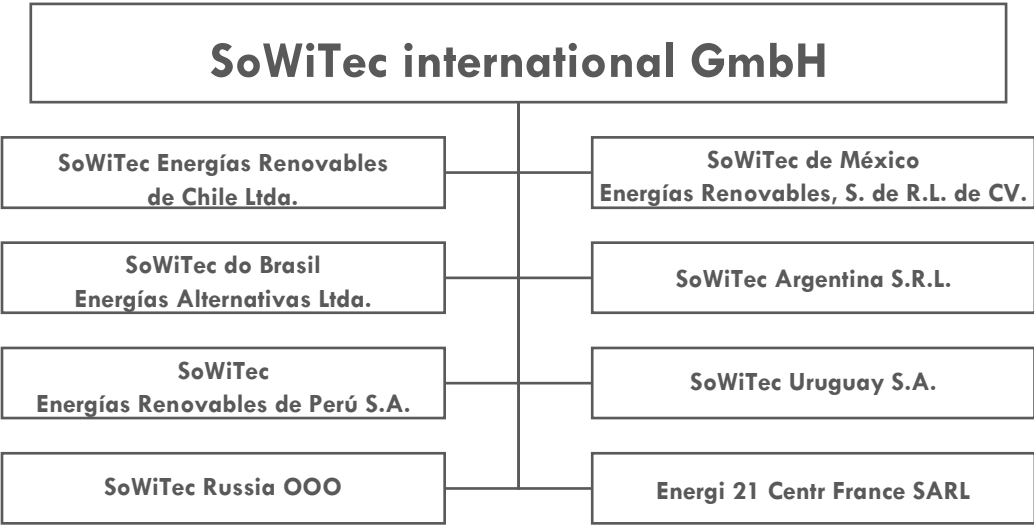 SoWiTec international GmbH
SoWiTec Energías Renovables
de Chile Ltda.
SoWiTec de México
Energías Renovables, S. de R.L. de CV.
SoWiTec do Brasil
Energías Alternativas Ltda.
SoWiTec Argentina S.R.L.
SoWiTec
Energías Renovables de Perú S.A.
SoWiTec Uruguay S.A.
SoWiTec Russia OOO
Energi 21 Centr France SARL